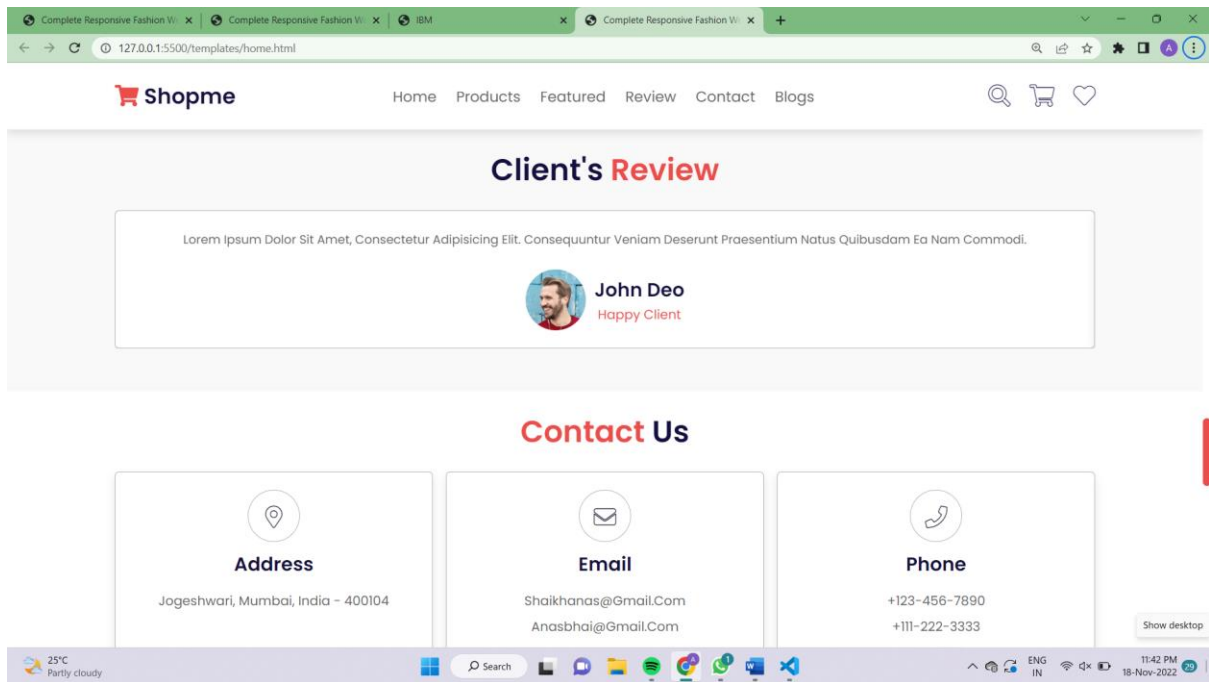 Complete Responsive Fashion W
Complete Responsive Fashion W
IBM
Complete Responsive Fashion W
127.0.0.1:5500/templates/home.html
A
Shopme
Home Products Featured Review Contact Blogs
Client's Review
Lorem Ipsum Dolor Sit Amet, Consectetur Adipisicing Elit. Consequuntur Veniam Deserunt Praesentium Natus Quibusdam Ea Nam Commodi.
John Deo
Happy Client
Contact Us
Address
Jogeshwari, Mumbai, India - 400104
Email
Shaikhanas@Gmail.Com
Anasbhai@Gmail.Com
Phone
+123-456-7890
+111-222-3333
Show desktop
25°C
Partly cloudy
Search
ENG
IN
11:42 PM
18-Nov-2022
29